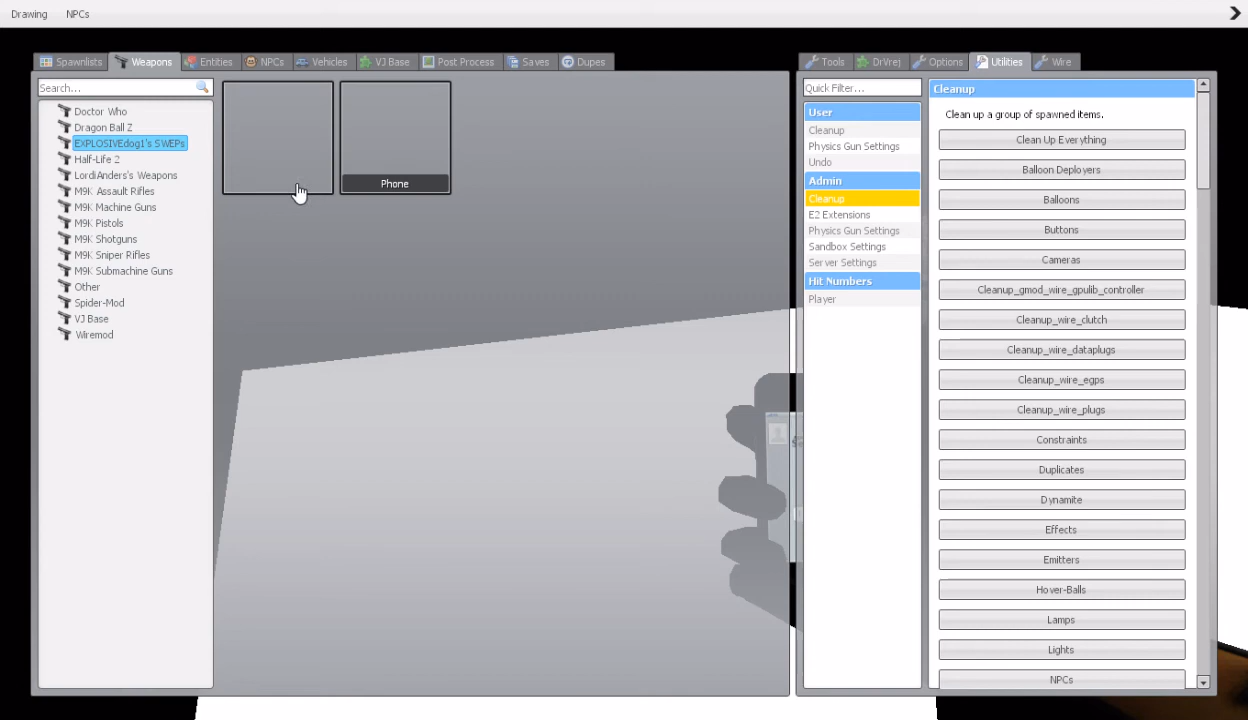 Drawing NPCs
Spawnlists Weapons Entities NPCs Vehicles VJ Base Post Process Saves Dupes
Search...
Doctor Who
Dragon Ball Z
EXPLOSIVEdog1's SWEPs
Half-Life 2
LordiAnders's Weapons
M9K Assault Rifles
M9K Machine Guns
M9K Pistols
M9K Shotguns
M9K Sniper Rifles
M9K Submachine Guns
Other
Spider-Mod
VJ Base
Wiremod
Phone
Tools DrVrej Options Utilities Wire
Quick Filter...
User
Cleanup
Physics Gun Settings
Undo
Admin
Cleanup
E2 Extensions
Physics Gun Settings
Sandbox Settings
Server Settings
Hit Numbers
Player
Cleanup
Clean up a group of spawned items.
Clean Up Everything
Balloon Deployers
Balloons
Buttons
Cameras
Cleanup_gmod_wire_gpulib_controller
Cleanup_wire_clutch
Cleanup_wire_dataplugs
Cleanup_wire_egps
Cleanup_wire_plugs
Constraints
Duplicates
Dynamite
Effects
Emitters
Hover-Balls
Lamps
Lights
NPCs